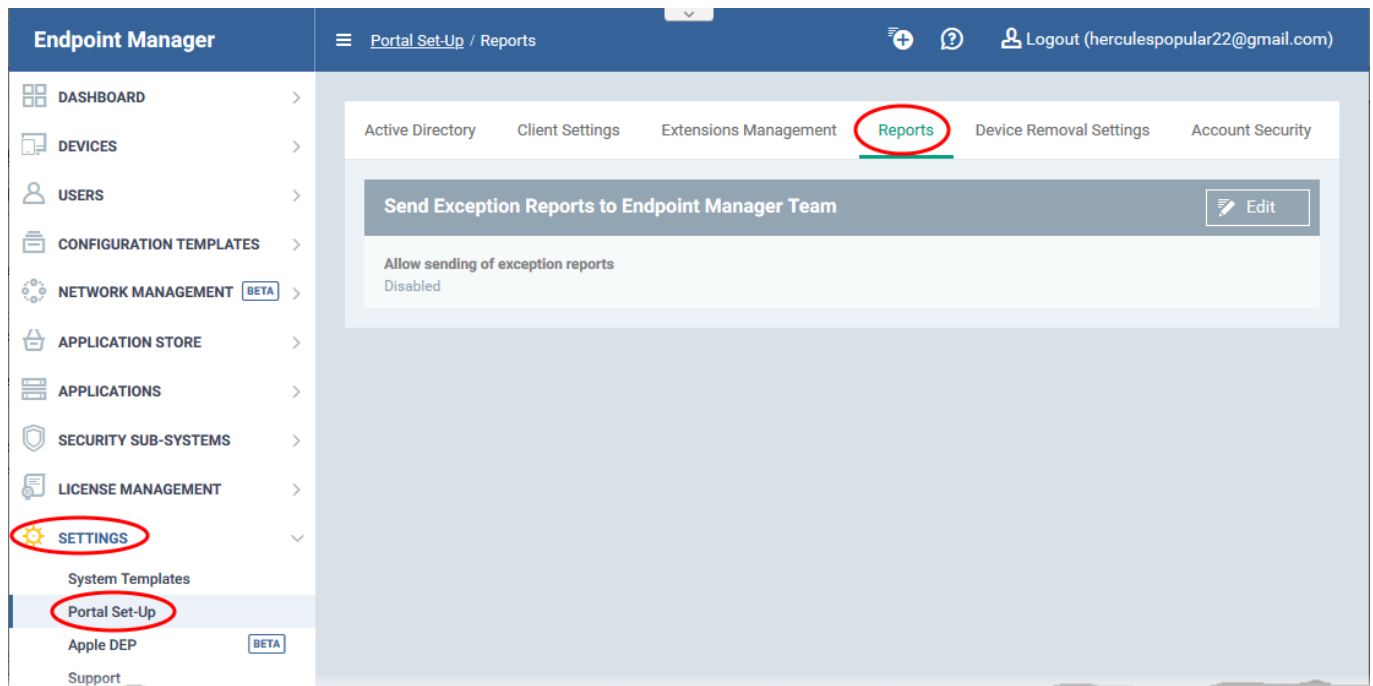 Endpoint Manager
Portal Set-Up / Reports
Logout (herculespopular22@gmail.com)
DASHBOARD
DEVICES
USERS
CONFIGURATION TEMPLATES
NETWORK MANAGEMENT BETA
APPLICATION STORE
APPLICATIONS
SECURITY SUB-SYSTEMS
LICENSE MANAGEMENT
SETTINGS
System Templates
Portal Set-Up
Apple DEP BETA
Support
Active Directory Client Settings Extensions Management Reports Device Removal Settings Account Security
Send Exception Reports to Endpoint Manager Team
Edit
Allow sending of exception reports
Disabled